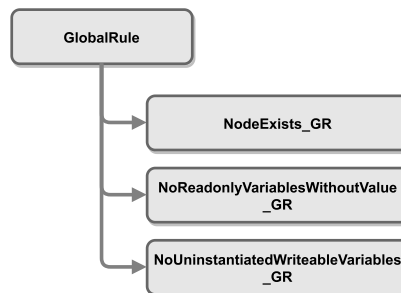 GlobalRule
NodeExists_GR
NoReadonlyVariablesWithoutValue
_GR
NoUninstantiatedWriteableVariables
_GR